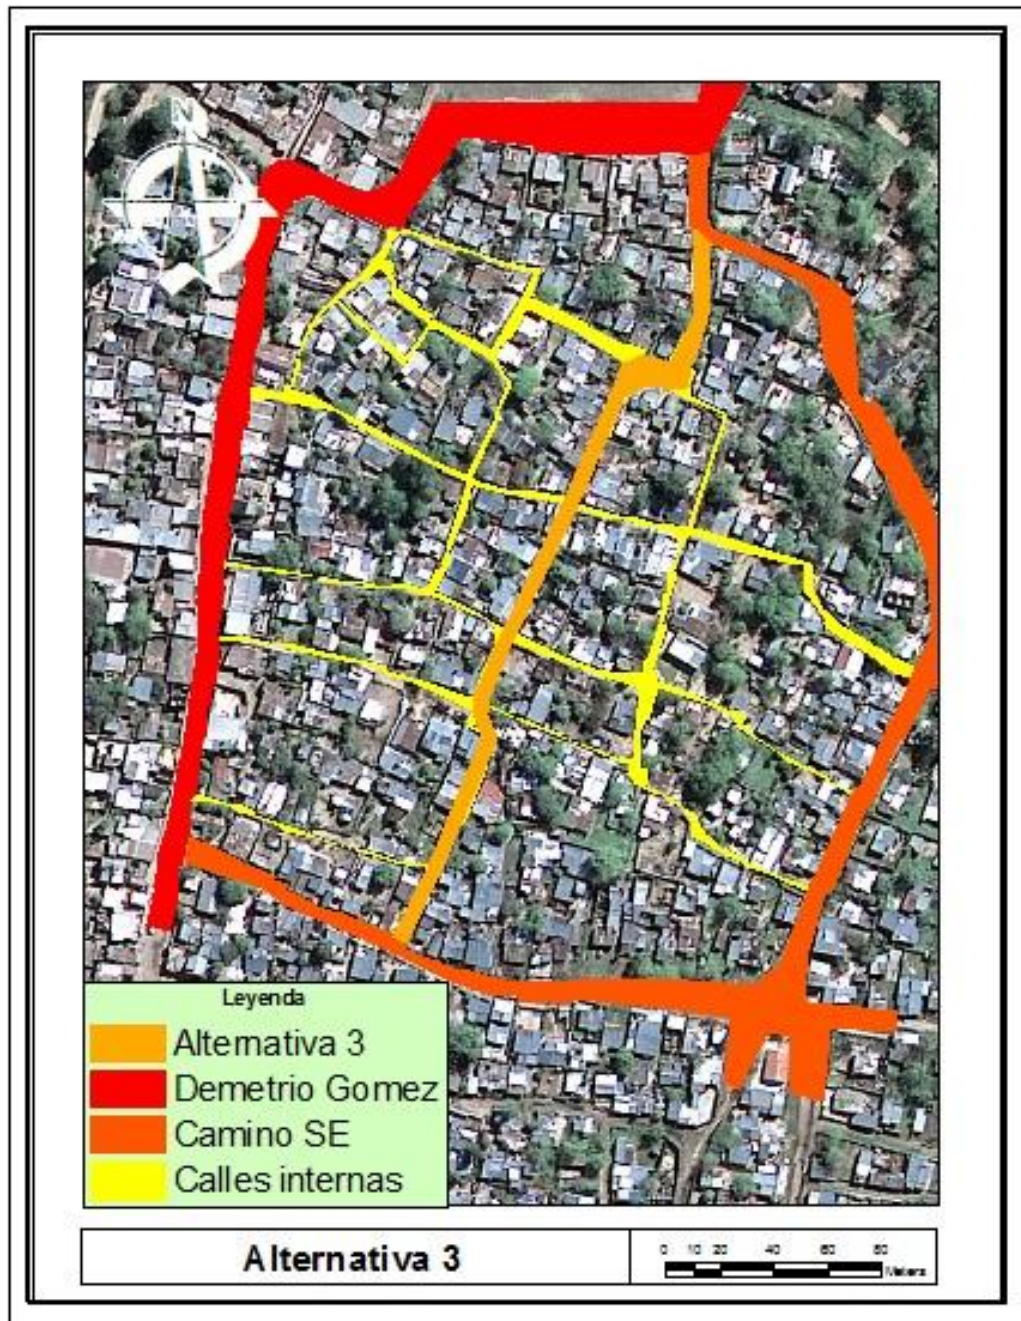 N
Leyenda
Alternativa 3
Demetrio Gomez
Camino SE
Calles internas
Alternativa 3
0 10 20 40 60 80
Meters